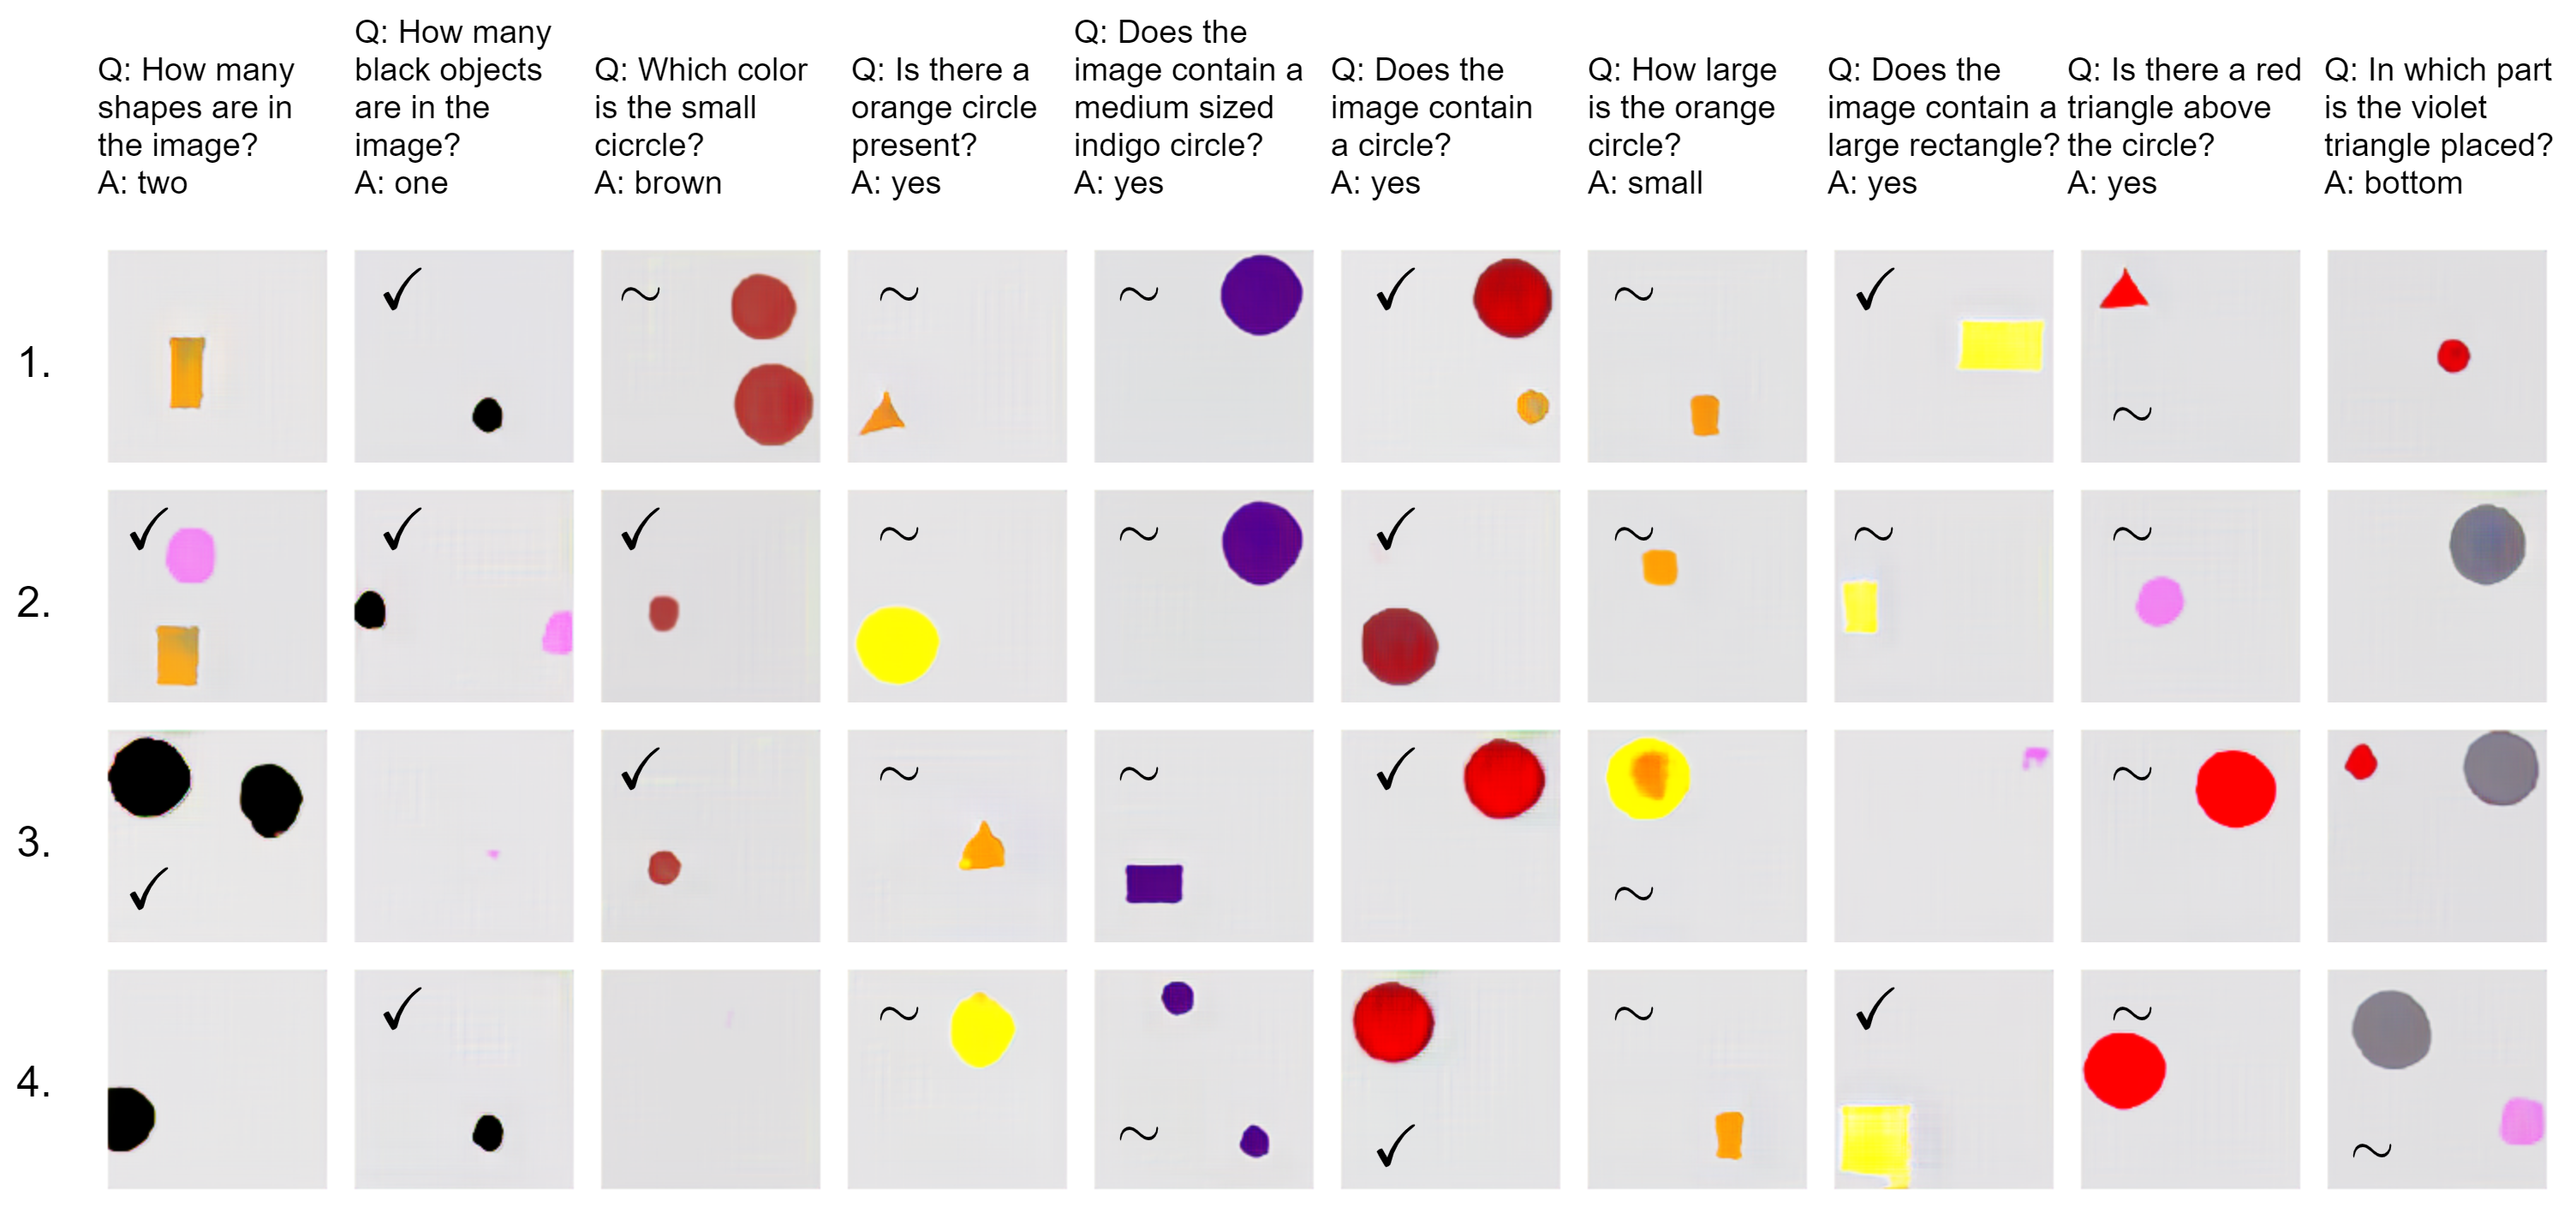 Q: How many
shapes are in
the image?
A: two
Q: How many
black objects
are in the
image?
A: one
Q: Which color
is the small
cicrcle?
A: brown
Q: Is there a
orange circle
present?
A: yes
Q: Does the
image contain a
medium sized
indigo circle?
A: yes
Q: Does the
image contain
a circle?
A: yes
Q: How large
is the orange
circle?
A: small
Q: Does the
image contain a
large rectangle?
A: yes
Q: Is there a red
triangle above
the circle?
A: yes
Q: In which part
is the violet
triangle placed?
A: bottom
1.
✓ ~ ~ ~ ✓ ~ ✓ ~
2.
✓ ✓ ✓ ~ ~ ✓ ~ ~ ~
3.
✓ ✓ ~ ~ ✓ ~ ~
4.
✓ ~ ~ ✓ ~ ✓ ~ ~